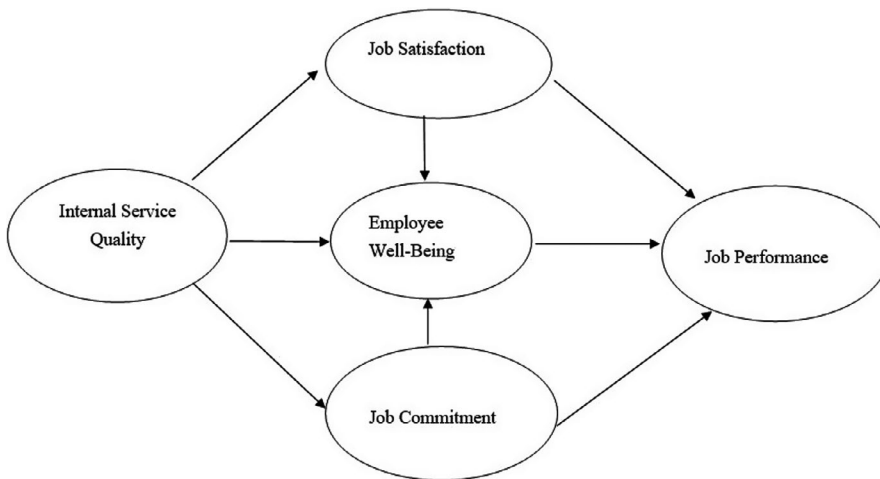 Job Satisfaction
Internal Service
Quality
Employee
Well-Being
Job Performance
Job Commitment